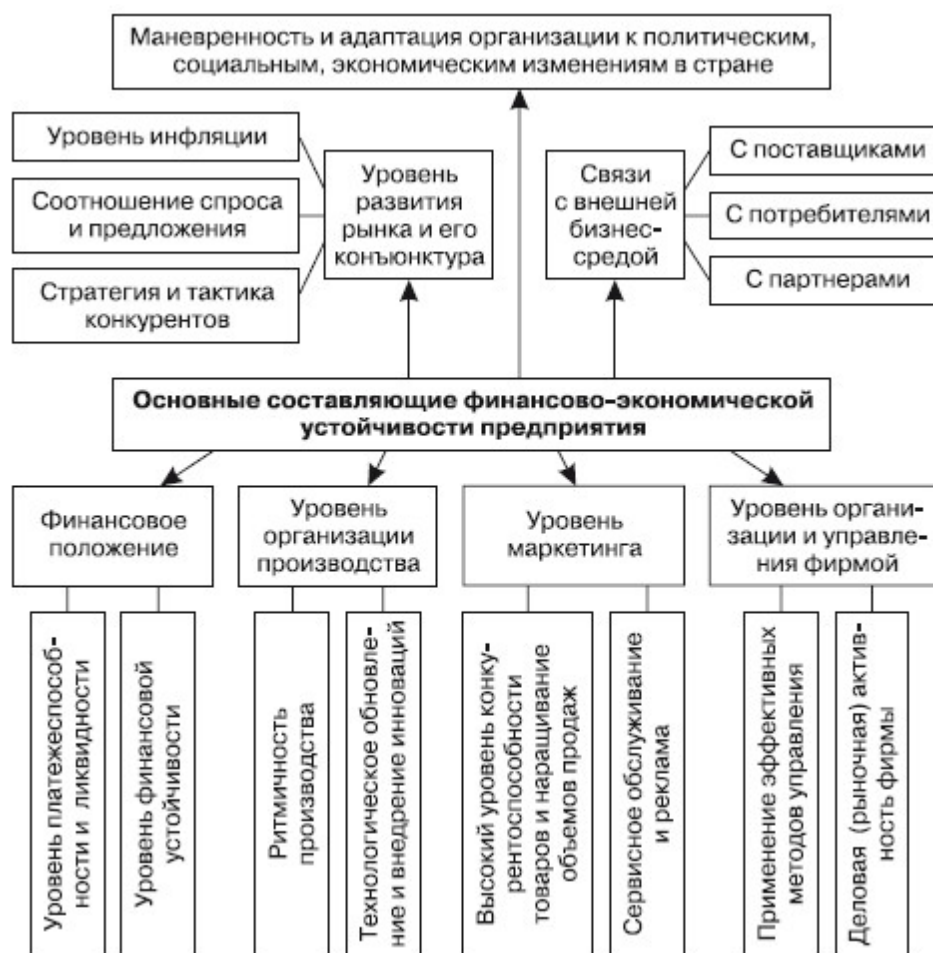 Маневренность и адаптация организации к политическим,
социальным, экономическим изменениям в стране
Уровень инфляции
Соотношение спроса
и предложения
Стратегия и тактика
конкурентов
Уровень
развития
рынка и его
конъюнктура
Связи
с внешней
бизнес-
средой
С поставщиками
С потребителями
С партнерами
Основные составляющие финансово-экономической
устойчивости предприятия
Финансовое
положение
Уровень
организации
производства
Уровень
маркетинга
Уровень органи-
зации и управле-
ния фирмой
Уровень платежеспособ-
ности и ликвидности
Уровень финансовой
устойчивости
Ритмичность
производства
Технологическое обновле-
ние и внедрение инноваций
Высокий уровень конку-
рентоспособности
товаров и наращивание
объемов продаж
Сервисное обслуживание
и реклама
Применение эффективных
методов управления
Деловая (рыночная) актив-
ность фирмы